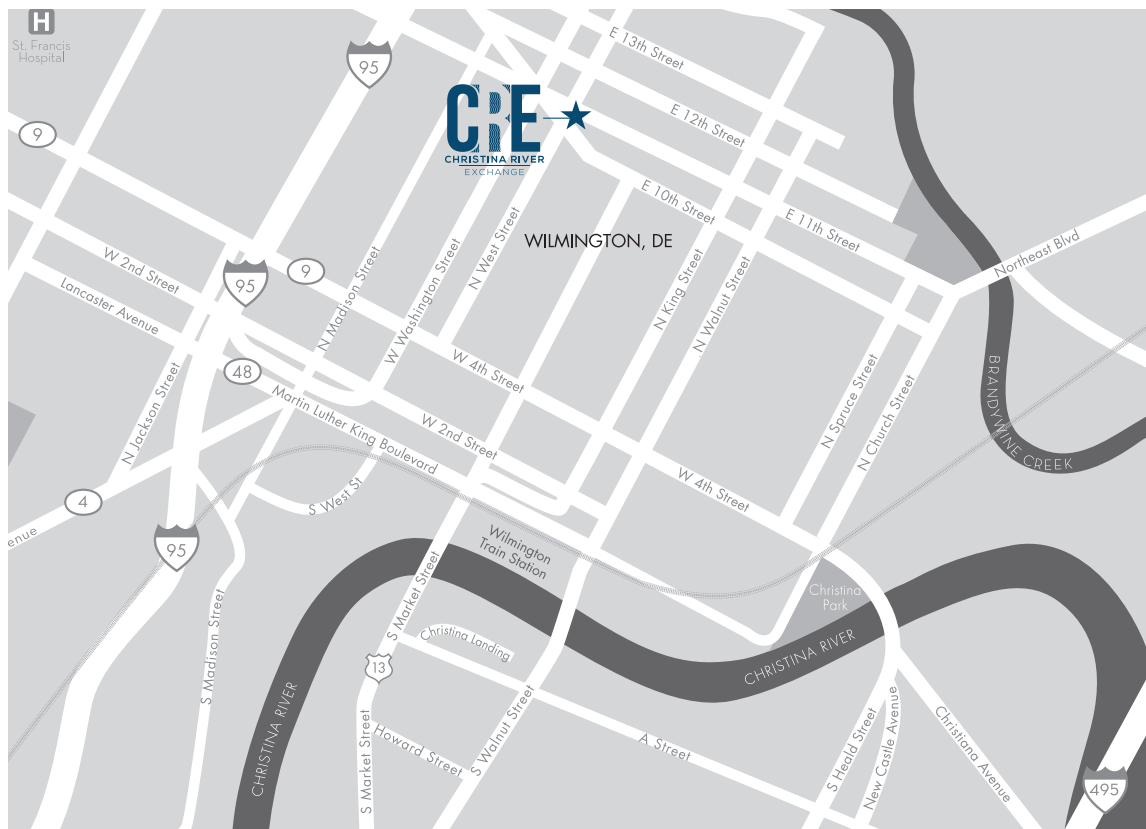 H
St. Francis
Hospital
95
E 13th Street
9
CRE
CHRISTINA RIVER
EXCHANGE
E 12th Street
E 10th Street
E 11th Street
WILMINGTON, DE
Northeast Blvd
W 2nd Street
Lancaster Avenue
95
9
N Madison Street
W Washington Street
N West Street
N King Street
N Walnut Street
48
N Jackson Street
Martin Luther King Boulevard
W 4th Street
W 2nd Street
N Spruce Street
N Church Street
BRANDYWINE CREEK
4
enue
S West St
W 4th Street
95
Wilmington
Train Station
Christina
Park
S Madison Street
S Market Street
Christina Landing
13
CHRISTINA RIVER
CHRISTINA RIVER
S Market Street
Howard Street
S Walnut Street
A Street
S Heald Street
New Castle Avenue
Christiana Avenue
495